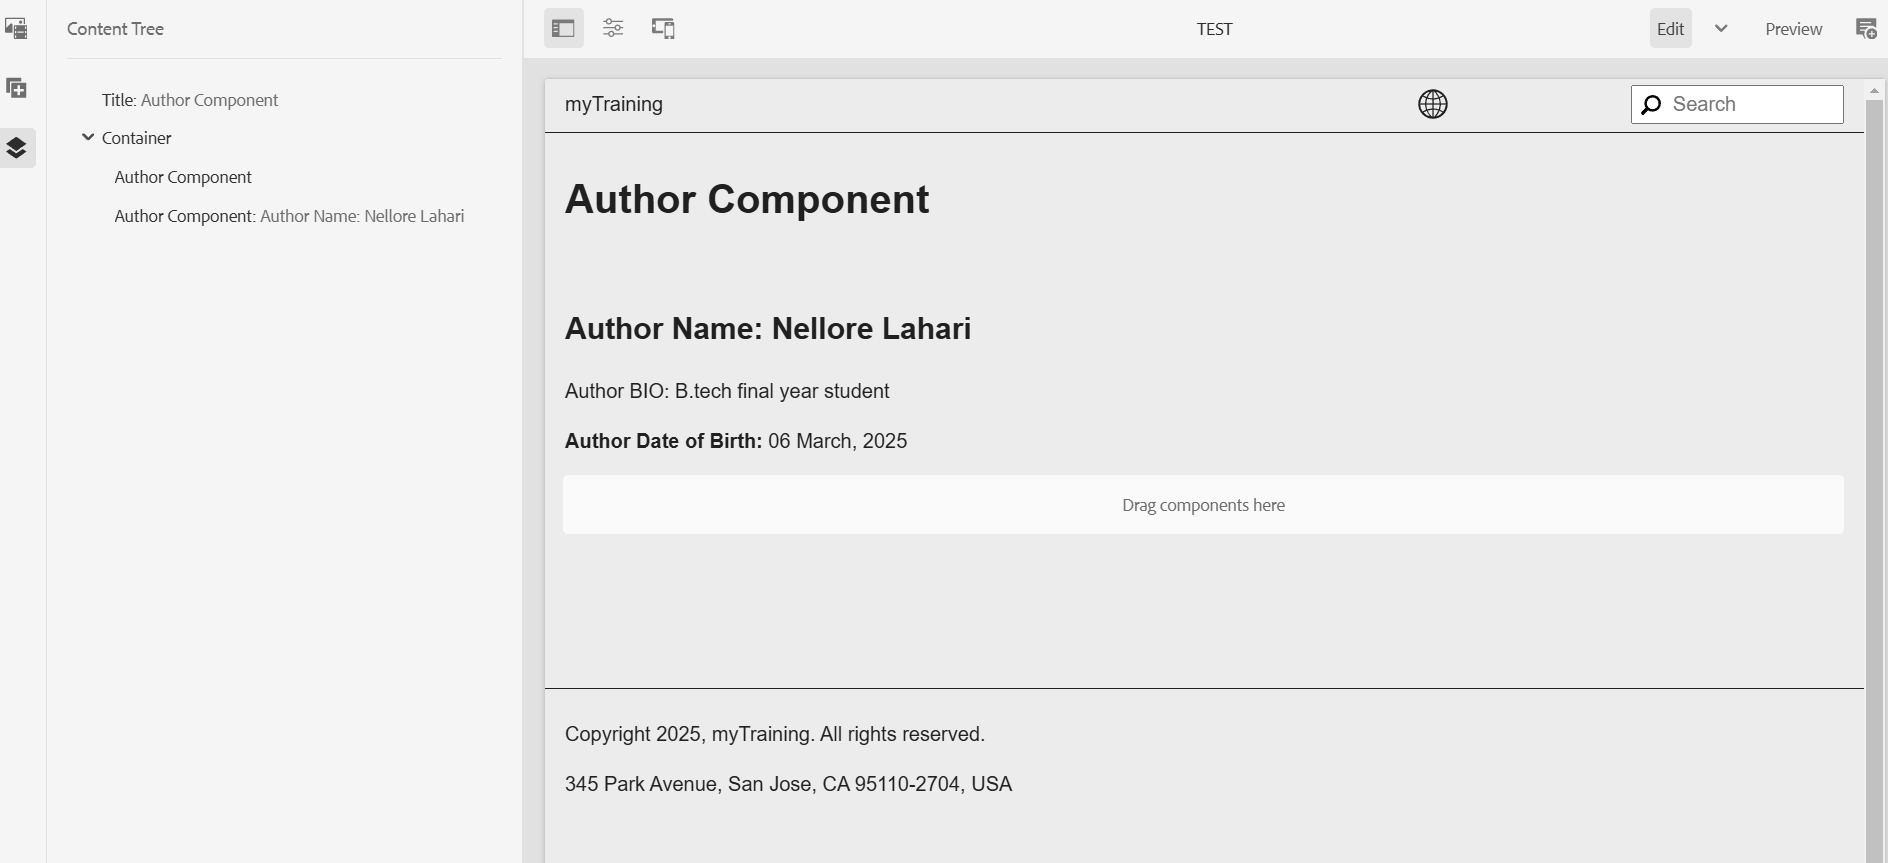 Content Tree
Title: Author Component
Container
Author Component
Author Component: Author Name: Nellore Lahari
TEST
Edit
Preview
myTraining
Search
Author Component
Author Name: Nellore Lahari
Author BIO: B.tech final year student
Author Date of Birth: 06 March, 2025
Drag components here
Copyright 2025, myTraining. All rights reserved.
345 Park Avenue, San Jose, CA 95110-2704, USA